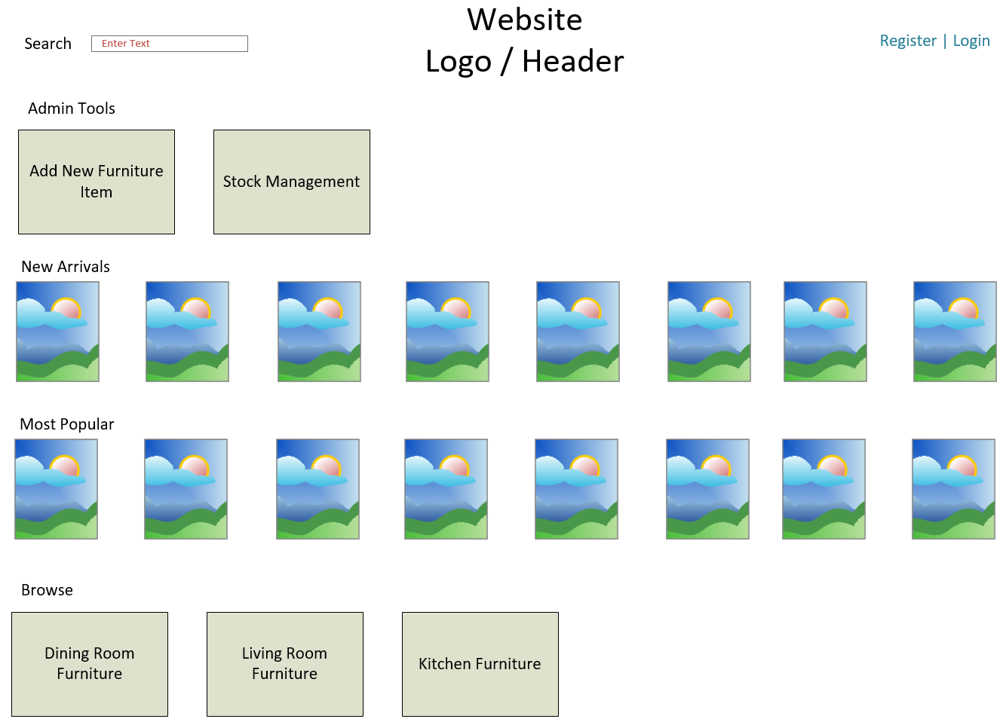 Website
Logo / Header
Search
Enter Text
Register | Login
Admin Tools
Add New Furniture
Item
Stock Management
New Arrivals
Most Popular
Browse
Dining Room
Furniture
Living Room
Furniture
Kitchen Furniture